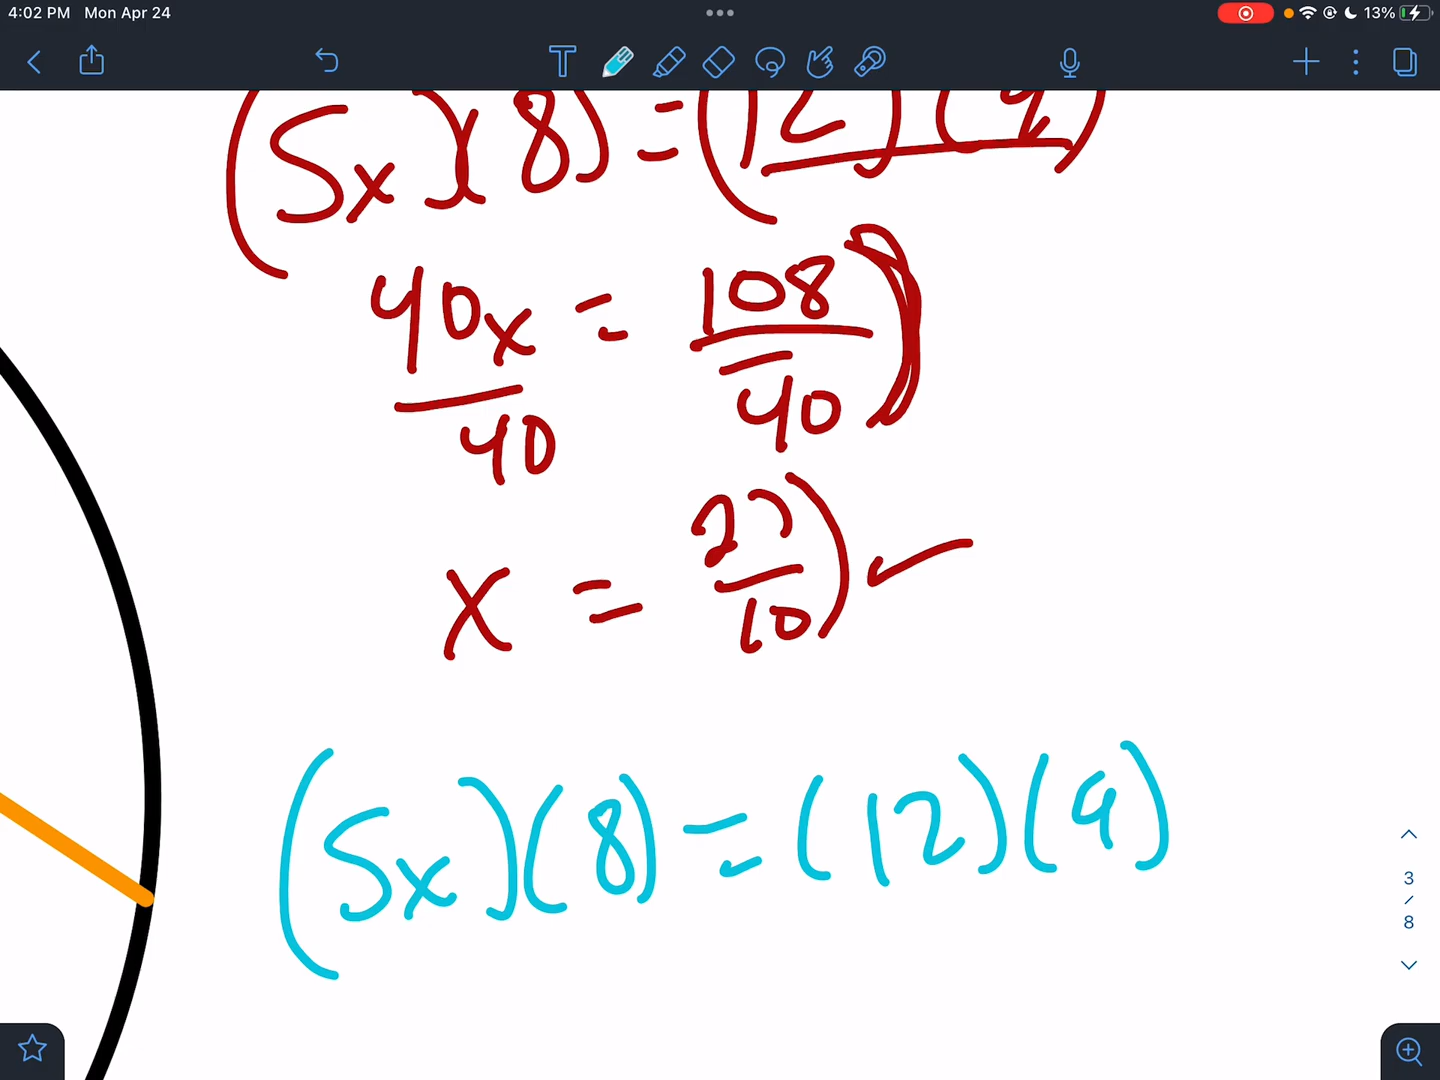 4:02 PM Mon Apr 24
13%
T
(5x)(8)=(12)(9)
40x = 108
40 40
x = 27
10
(5x)(8)=(12)(9)
3
/
8